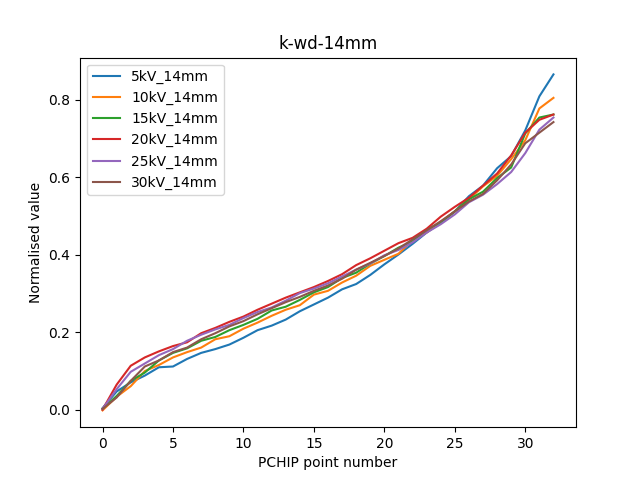 k-wd-14mm
5kV_14mm
10kV_14mm
15kV_14mm
20kV_14mm
25kV_14mm
30kV_14mm
Normalised value
0.8
0.6
0.4
0.2
0.0
0 5 10 15 20 25 30
PCHIP point number